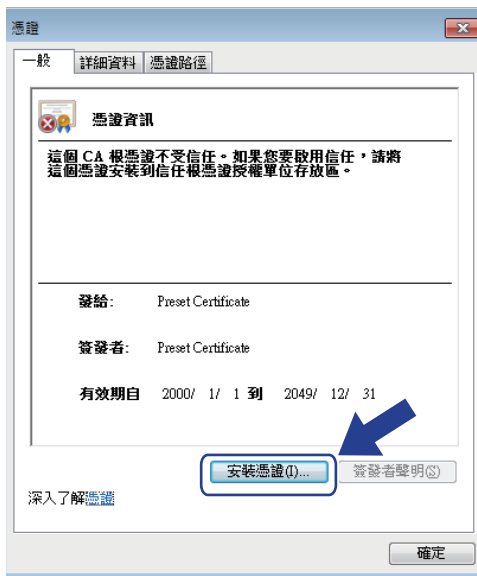 憑證
一般 詳細資料 憑證路徑
憑證資訊
這個 CA 根憑證不受信任。如果您要啟用信任，請將
這個憑證安裝到信任根憑證授權單位存放區。
發給: Preset Certificate
簽發者: Preset Certificate
有效期自 2000/ 1/ 1 到 2049/ 12/ 31
安裝憑證(I)... 簽發者聲明(S)
深入了解憑證
確定